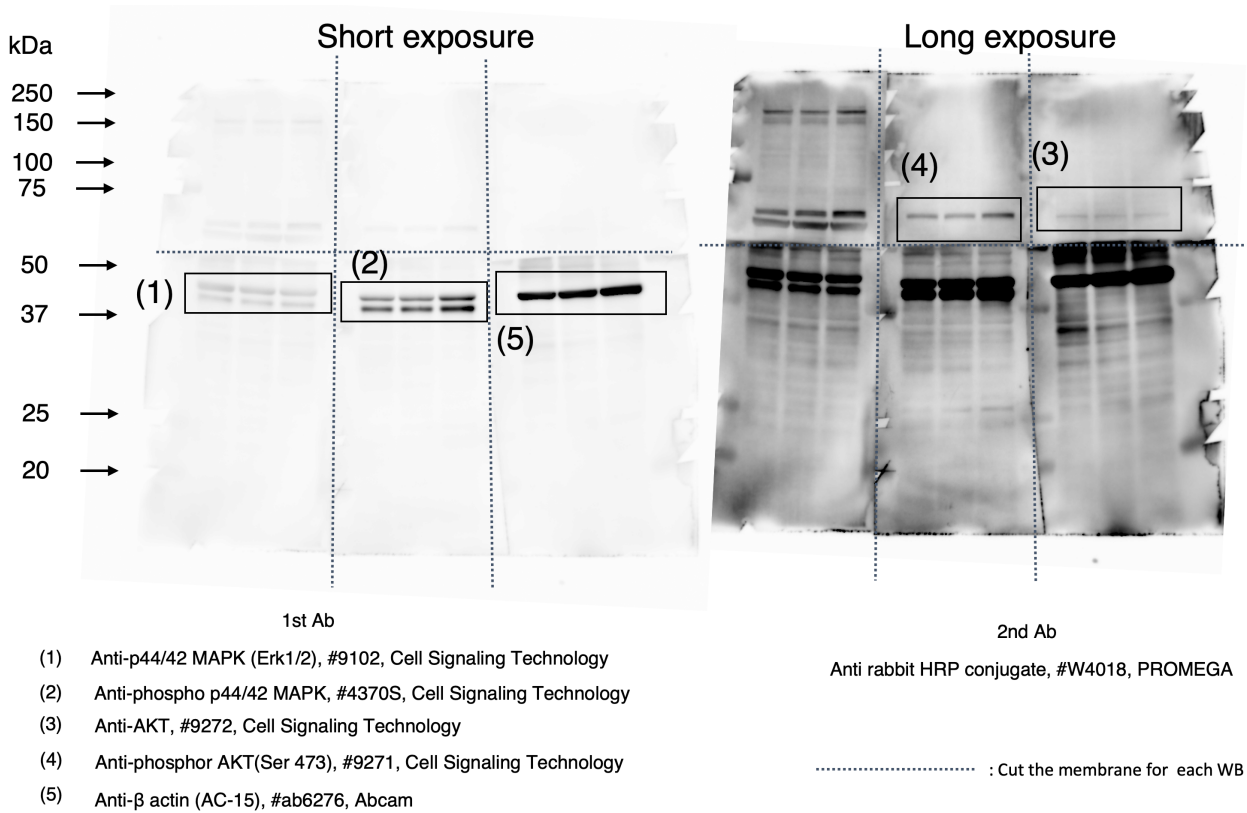 kDa
Short exposure
Long exposure
250
150
100
75
50
37
25
20
(1)
(2)
(5)
(4)
(3)
1st Ab
(1) Anti-p44/42 MAPK (Erk1/2), #9102, Cell Signaling Technology
(2) Anti-phospho p44/42 MAPK, #4370S, Cell Signaling Technology
(3) Anti-AKT, #9272, Cell Signaling Technology
(4) Anti-phosphor AKT(Ser 473), #9271, Cell Signaling Technology
(5) Anti-β actin (AC-15), #ab6276, Abcam
2nd Ab
Anti rabbit HRP conjugate, #W4018, PROMEGA
: Cut the membrane for each WB